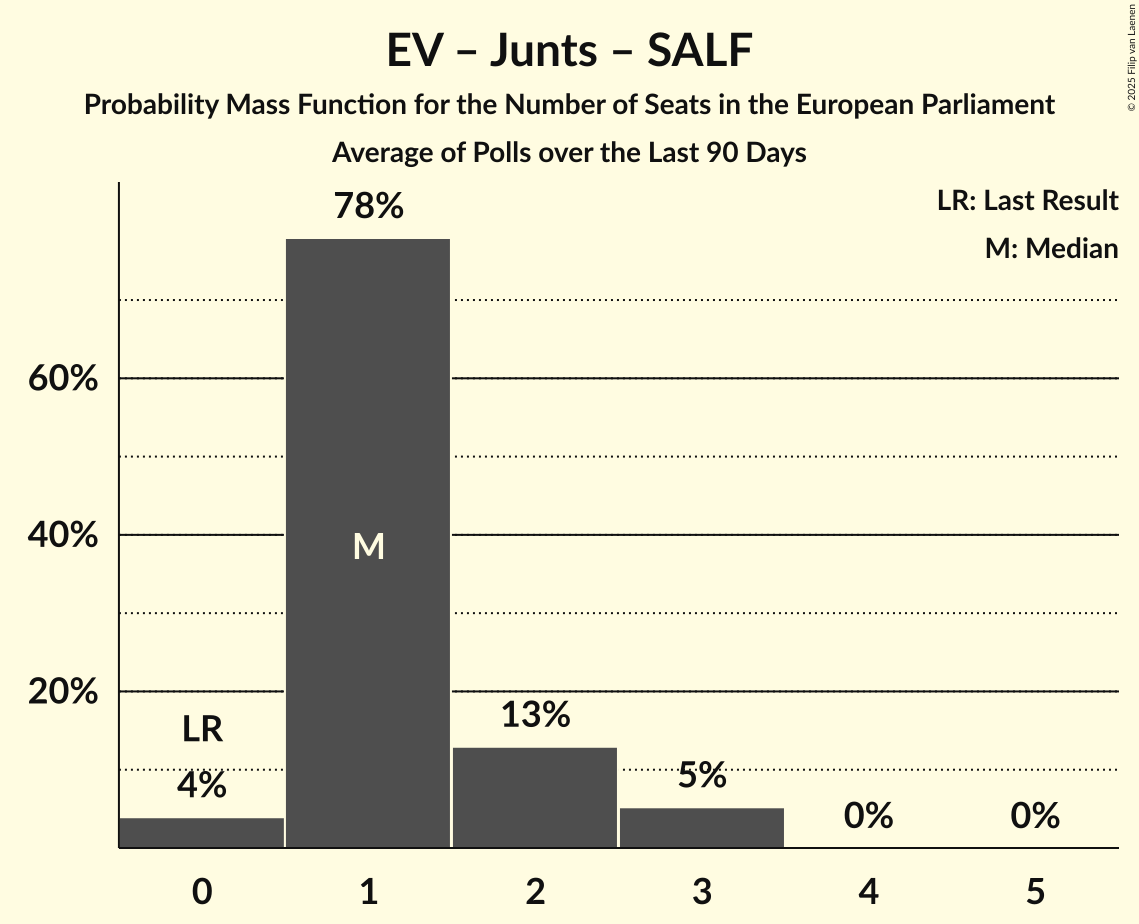 EV – Junts – SALF
Probability Mass Function for the Number of Seats in the European Parliament
Average of Polls over the Last 90 Days
© 2025 Filip van Laenen
LR: Last Result
M: Median
78%
60%
40%
M
20%
LR
13%
4%
5%
0%
0%
0
1
2
3
4
5